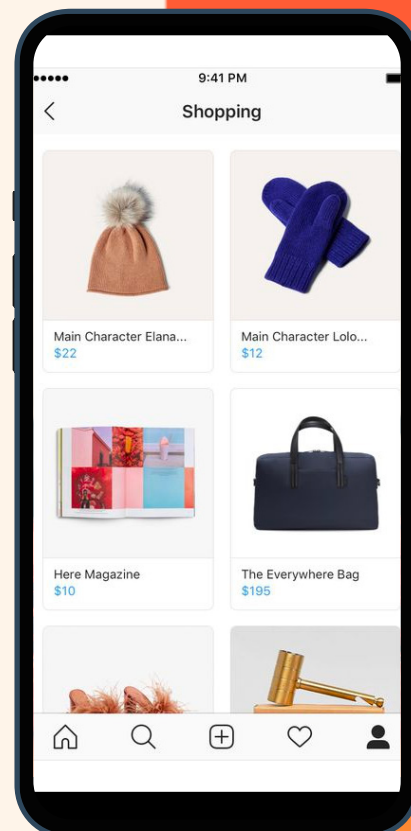 9:41 PM
Shopping
Main Character Elana...
$22
Main Character Lolo...
$12
Here Magazine
$10
The Everywhere Bag
$195